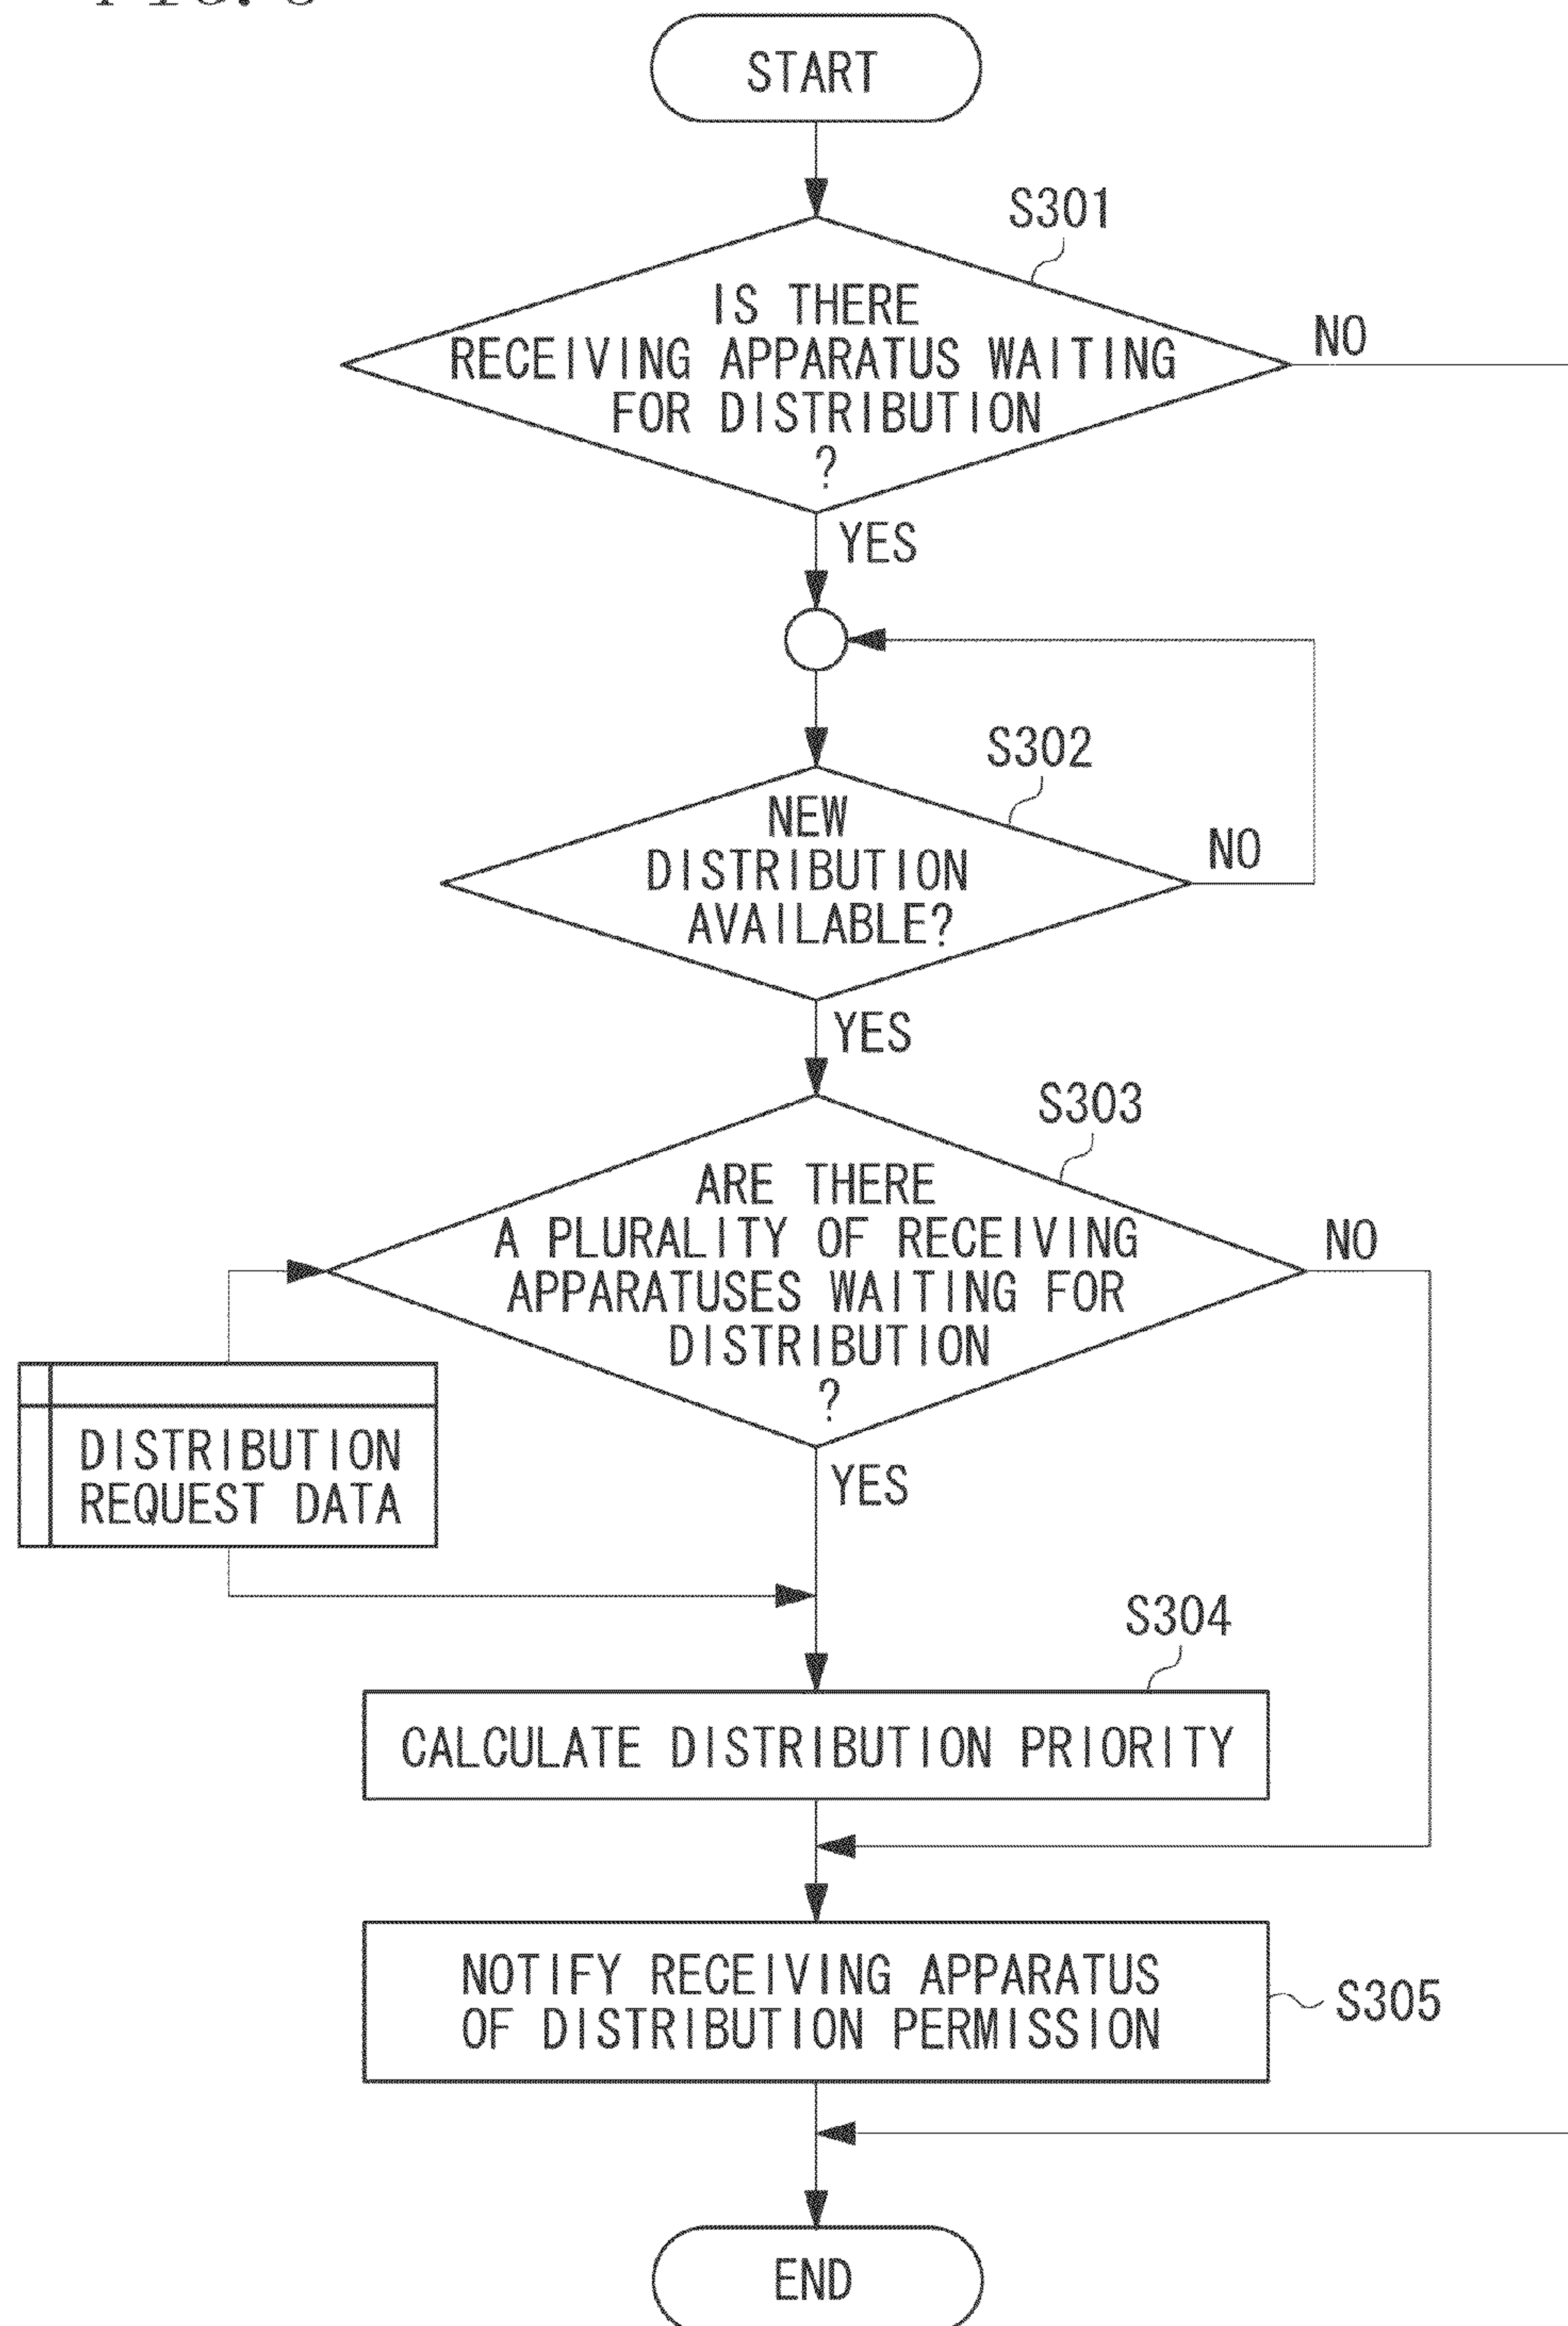 START
S301
IS THERE
RECEIVING APPARATUS WAITING
FOR DISTRIBUTION
?
NO
YES
S302
NEW
DISTRIBUTION
AVAILABLE?
NO
YES
S303
ARE THERE
A PLURALITY OF RECEIVING
APPARATUSES WAITING FOR
DISTRIBUTION
?
NO
DISTRIBUTION
REQUEST DATA
YES
S304
CALCULATE DISTRIBUTION PRIORITY
NOTIFY RECEIVING APPARATUS
OF DISTRIBUTION PERMISSION
S305
END